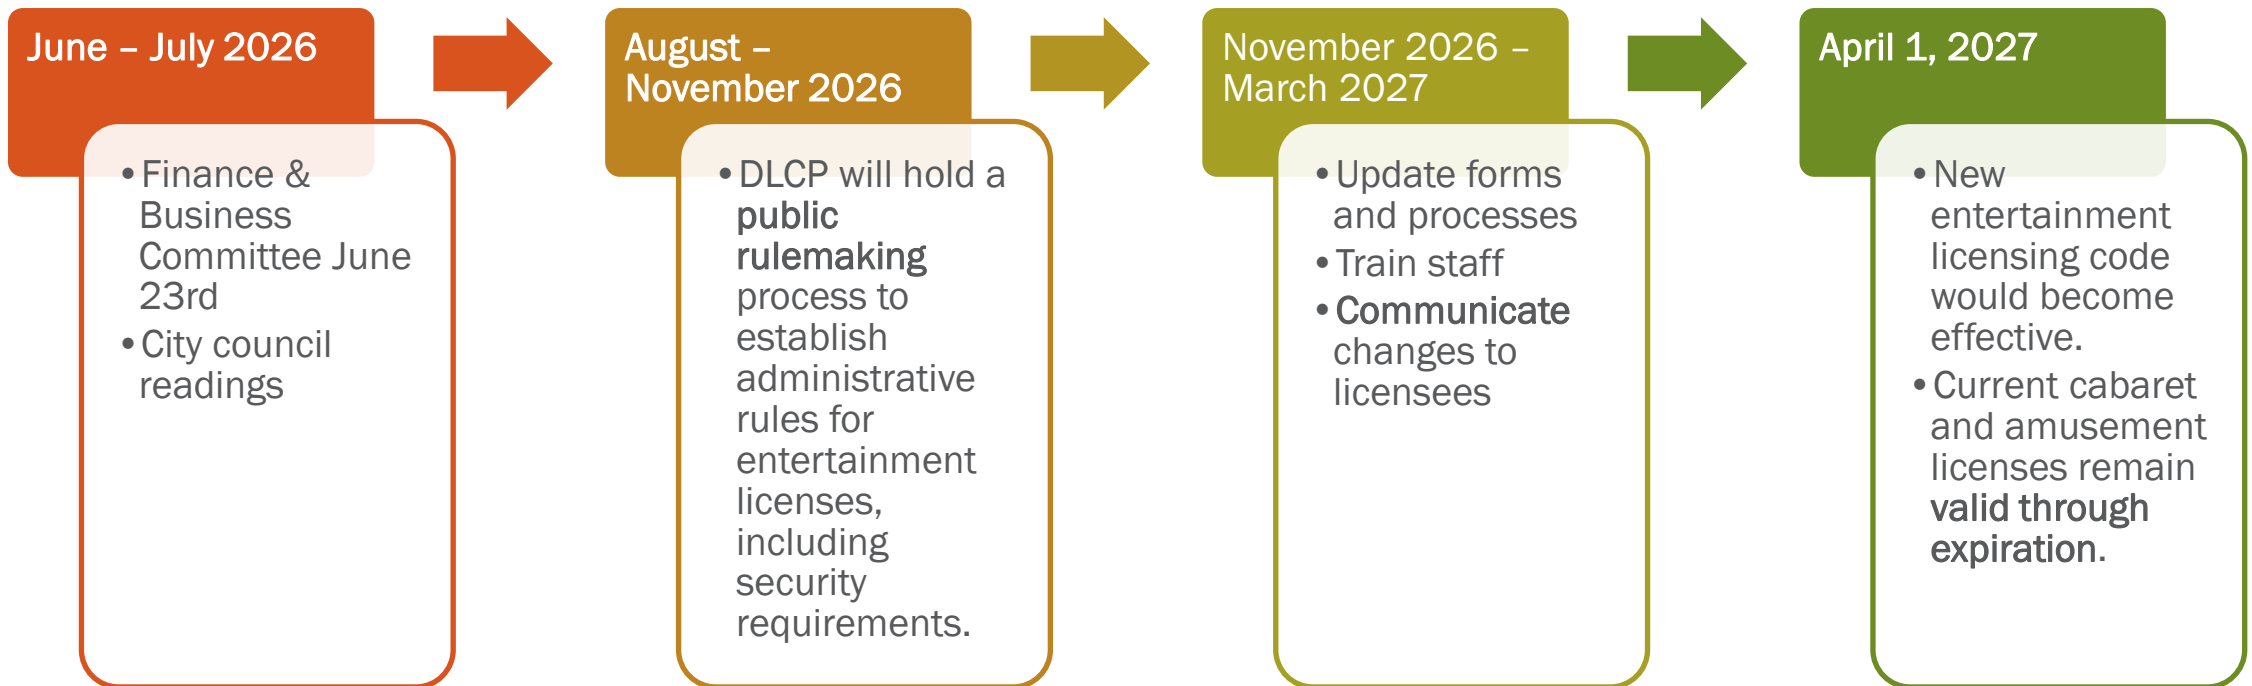 June – July 2026
•Finance &
Business
Committee June
23rd
•City council
readings
August –
November 2026
•DLCP will hold a
public
rulemaking
process to
establish
administrative
rules for
entertainment
licenses,
including
security
requirements.
November 2026 –
March 2027
•Update forms
and processes
•Train staff
•Communicate
changes to
licensees
April 1, 2027
•New
entertainment
licensing code
would become
effective.
•Current cabaret
and amusement
licenses remain
valid through
expiration.